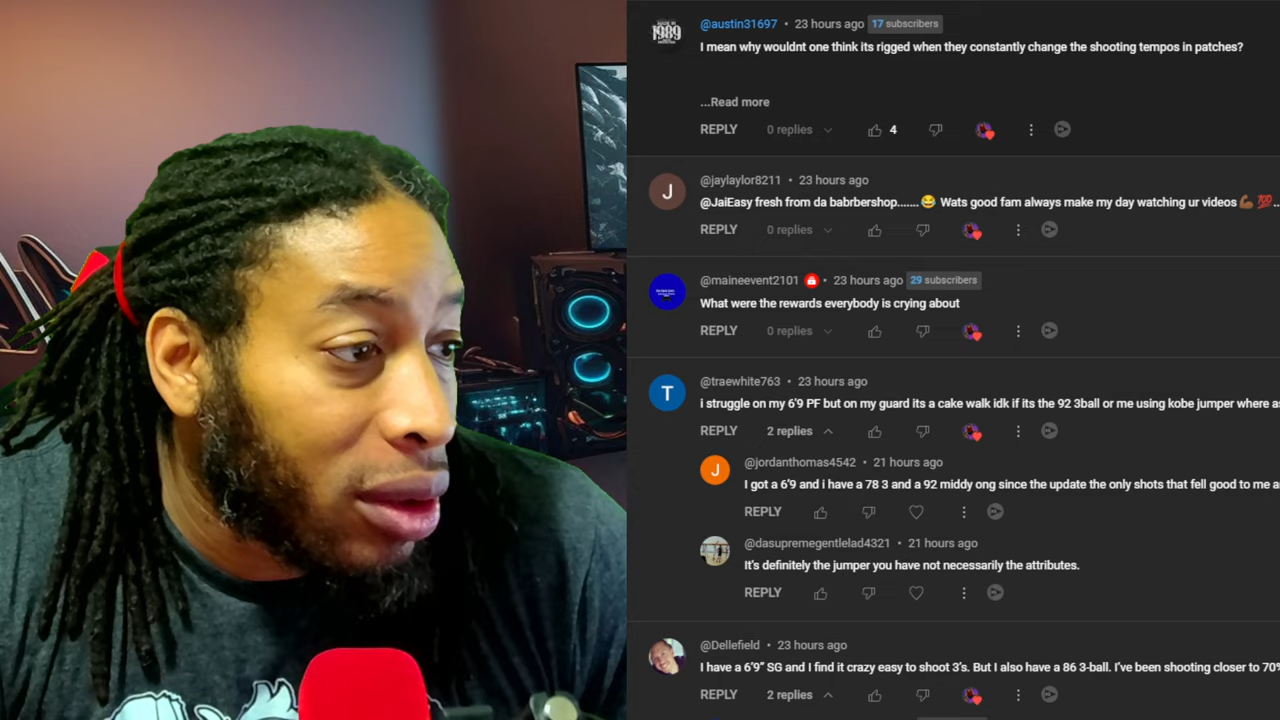 @austin31697 • 23 hours ago 17 subscribers
I mean why wouldnt one think its rigged when they constantly change the shooting tempos in patches?
...Read more
REPLY 0 replies 4
J @jaylaylor8211 • 23 hours ago
@JaiEasy fresh from da babrbershop....... 😂 Wats good fam always make my day watching ur videos 💪🏾 💯 ..
REPLY 0 replies
@maineevent2101 • 23 hours ago 29 subscribers
What were the rewards everybody is crying about
REPLY 0 replies
T @traewhite763 • 23 hours ago
i struggle on my 6'9 PF but on my guard its a cake walk idk if its the 92 3ball or me using kobe jumper where as
REPLY 2 replies
J @jordanthomas4542 • 21 hours ago
I got a 6'9 and i have a 78 3 and a 92 middy ong since the update the only shots that fell good to me a
REPLY
@dasupremegentlelad4321 • 21 hours ago
It's definitely the jumper you have not necessarily the attributes.
REPLY
@Dellefield • 23 hours ago
I have a 6'9" SG and I find it crazy easy to shoot 3's. But I also have a 86 3-ball. I've been shooting closer to 70%
REPLY 2 replies
1989